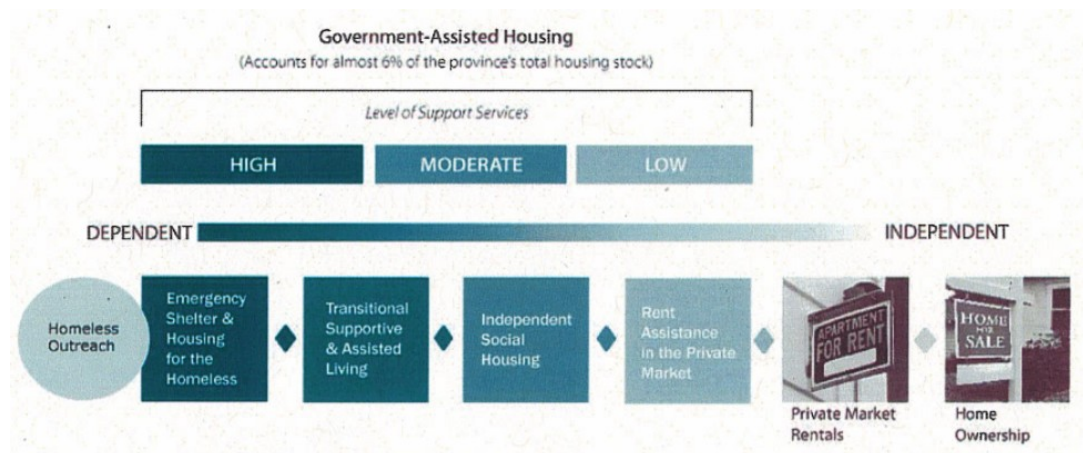 Government-Assisted Housing
(Accounts for almost 6% of the province's total housing stock)
Level of Support Services
HIGH
MODERATE
LOW
DEPENDENT
INDEPENDENT
Homeless
Outreach
Emergency
Shelter &
Housing
for the
Homeless
Transitional
Supportive
& Assisted
Living
Independent
Social
Housing
Rent
Assistance
in the Private
Market
APARTMENT
FOR RENT
Private Market
Rentals
HOME
FOR
SALE
Home
Ownership